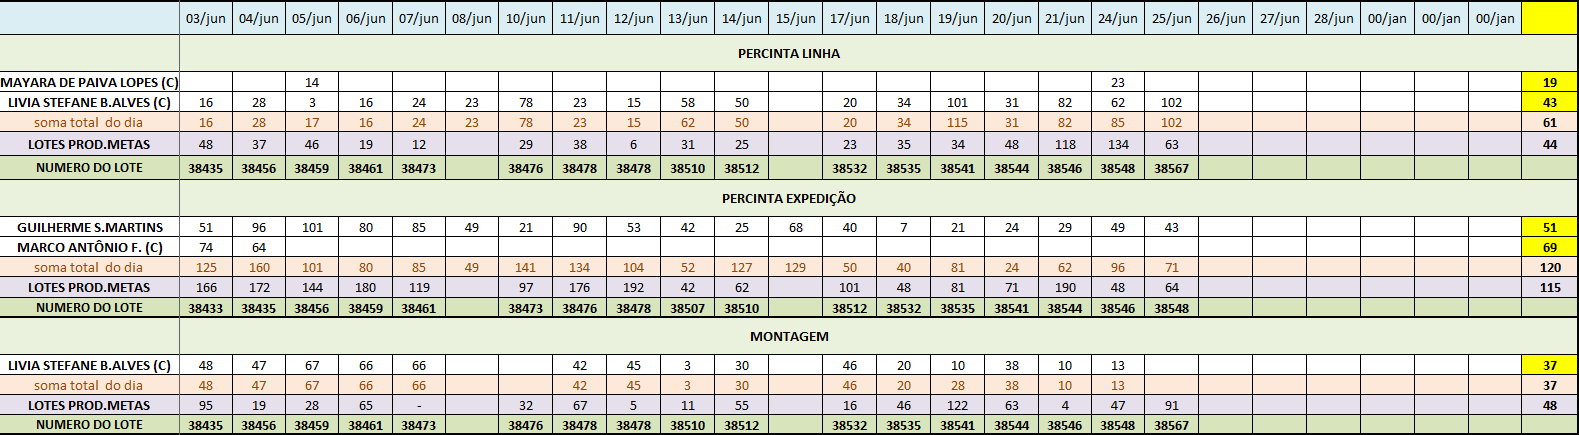 03/jun 04/jun 05/jun 06/jun 07/jun 08/jun 10/jun 11/jun 12/jun 13/jun 14/jun 15/jun 17/jun 18/jun 19/jun 20/jun 21/jun 24/jun 25/jun 26/jun 27/jun 28/jun 00/jan 00/jan 00/jan
PERCINTA LINHA
MAYARA DE PAIVA LOPES (C) 14 23 19
LIVIA STEFANE B.ALVES (C) 16 28 3 16 24 23 78 23 15 58 50 20 34 101 31 82 62 102 43
soma total do dia 16 28 17 16 24 23 78 23 15 62 50 20 34 115 31 82 85 102 61
LOTES PROD.METAS 48 37 46 19 12 29 38 6 31 25 23 35 34 48 118 134 63 44
NUMERO DO LOTE 38435 38456 38459 38461 38473 38476 38478 38478 38510 38512 38532 38535 38541 38544 38546 38548 38567
PERCINTA EXPEDIÇÃO
GUILHERME S.MARTINS 51 96 101 80 85 49 21 90 53 42 25 68 40 7 21 24 29 49 43 51
MARCO ANTÔNIO F. (C) 74 64 69
soma total do dia 125 160 101 80 85 49 141 134 104 52 127 129 50 40 81 24 62 96 71 120
LOTES PROD.METAS 166 172 144 180 119 97 176 192 42 62 101 48 81 71 190 48 64 115
NUMERO DO LOTE 38433 38435 38456 38459 38461 38473 38476 38478 38507 38510 38512 38532 38535 38541 38544 38546 38548
MONTAGEM
LIVIA STEFANE B.ALVES (C) 48 47 67 66 66 42 45 3 30 46 20 10 38 10 13 37
soma total do dia 48 47 67 66 66 42 45 3 30 46 20 28 38 10 13 37
LOTES PROD.METAS 95 19 28 65 - 32 67 5 11 55 16 46 122 63 4 47 91 48
NUMERO DO LOTE 38435 38456 38459 38461 38473 38476 38478 38478 38510 38512 38532 38535 38541 38544 38546 38548 38567